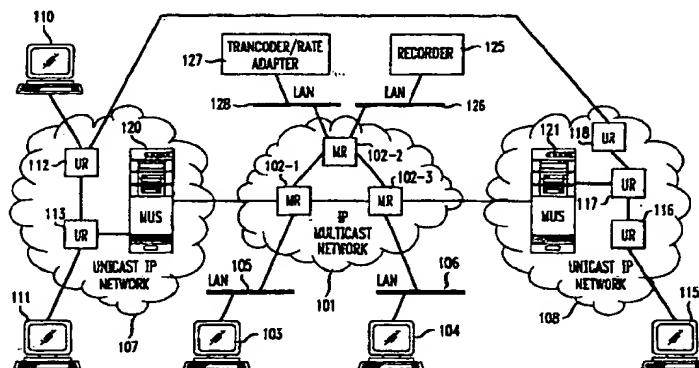 110
127
TRANCODER/RATE
ADAPTER
RECORDER
125
LAN
128
LAN
126
120
112
UR
MUS
113
UR
UNICAST IP
NETWORK
107
111
102-1
MR
MR
102-2
102-3
MR
IP
MULTICAST
NETWORK
101
LAN
105
103
LAN
106
104
121
118
UR
MUS
UR
117
UR
116
UNICAST IP
NETWORK
108
115